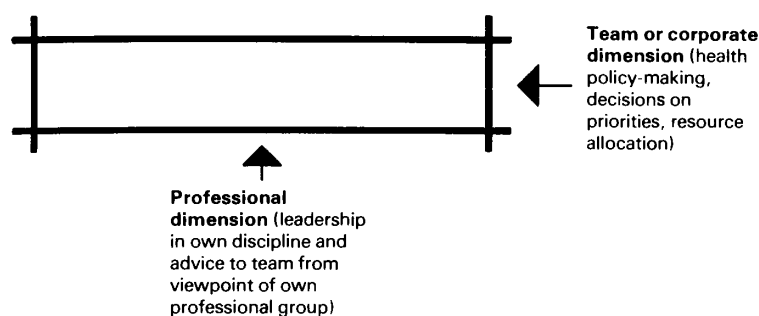 Team or corporate
dimension (health
policy-making,
decisions on
priorities, resource
allocation)
Professional
dimension (leadership
in own discipline and
advice to team from
viewpoint of own
professional group)